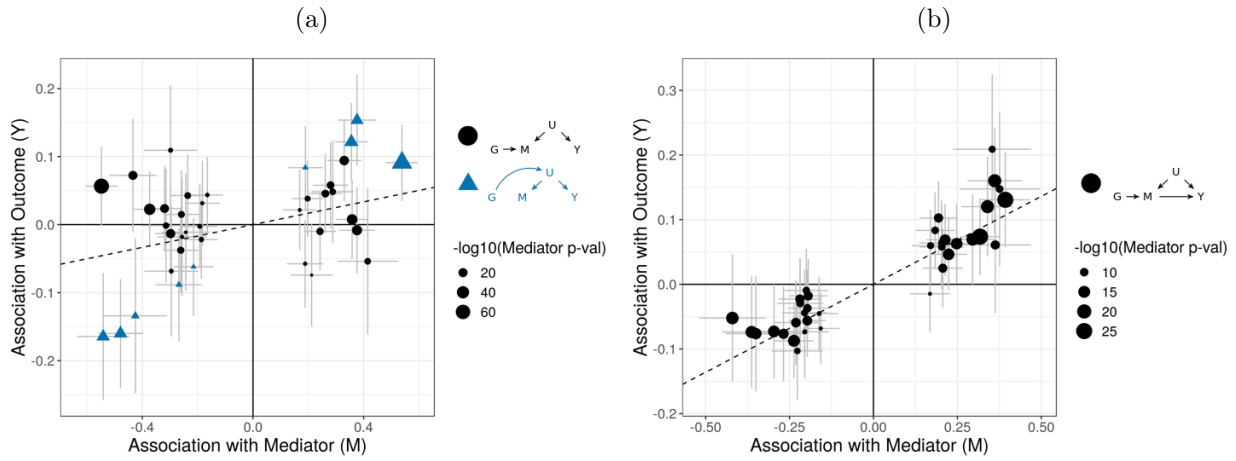 (a)
Association with Outcome (Y)
0.2
0.1
0.0
-0.1
-0.2
-0.4
0.0
0.4
Association with Mediator (M)
U
G M Y
U
G M Y
-log10(Mediator p-val)
20
40
60
(b)
Association with Outcome (Y)
0.3
0.2
0.1
0.0
-0.1
-0.2
-0.50
-0.25
0.00
0.25
0.50
Association with Mediator (M)
U
G M Y
-log10(Mediator p-val)
10
15
20
25